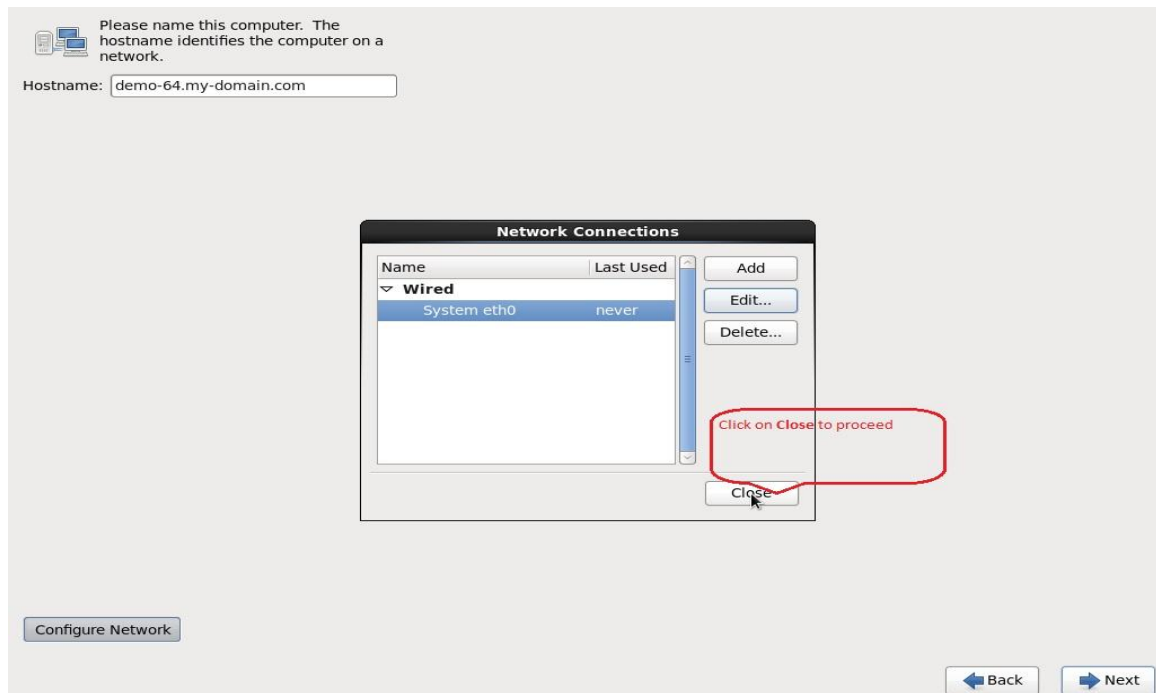 Please name this computer. The
hostname identifies the computer on a
network.
Hostname: demo-64.my-domain.com
Network Connections
Name Last Used
Wired
System eth0 never
Add
Edit...
Delete...
Click on Close to proceed
Close
Configure Network
Back Next